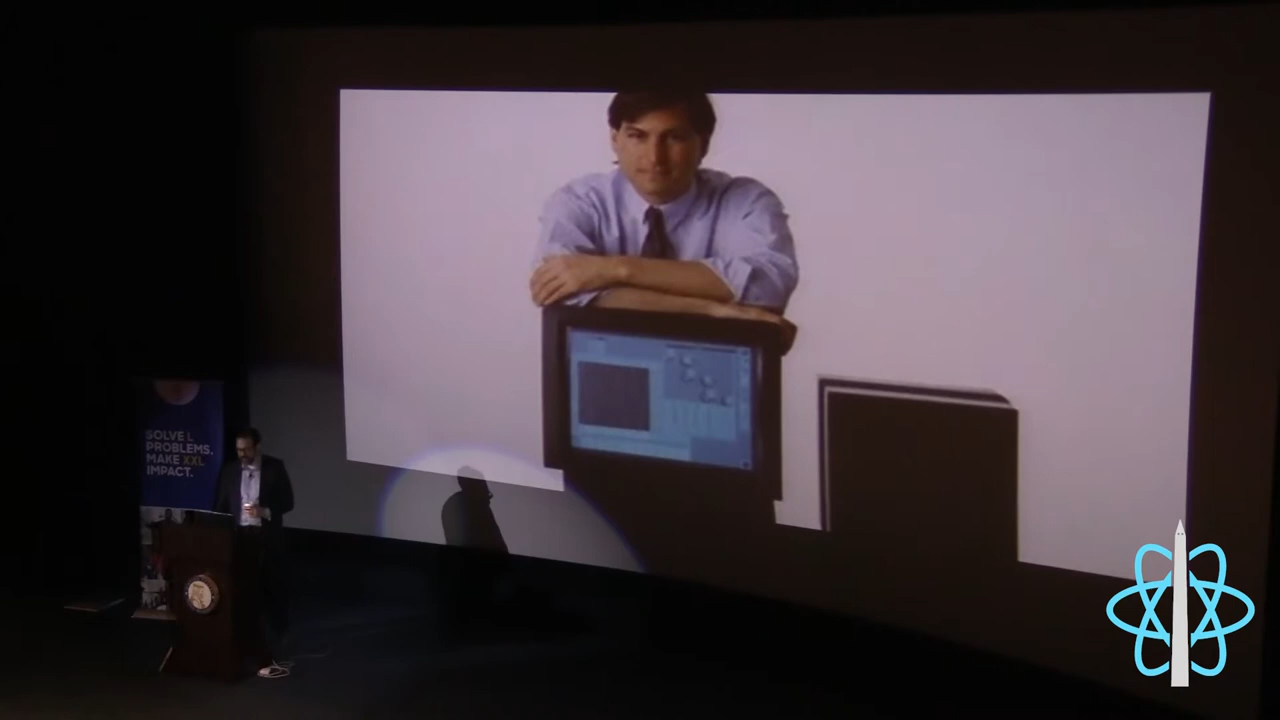 SOLVE L
PROBLEMS.
MAKE XXL
IMPACT.